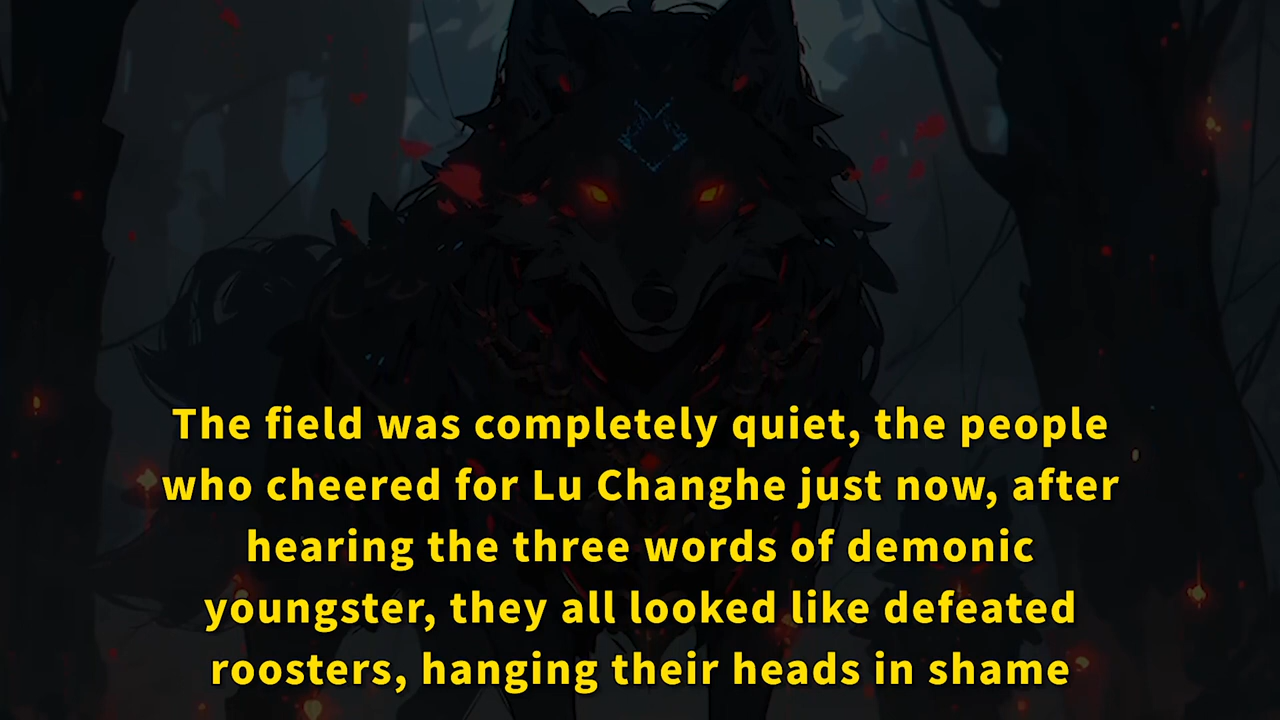 The field was completely quiet, the people
who cheered for Lu Changhe just now, after
hearing the three words of demonic
youngster, they all looked like defeated
roosters, hanging their heads in shame